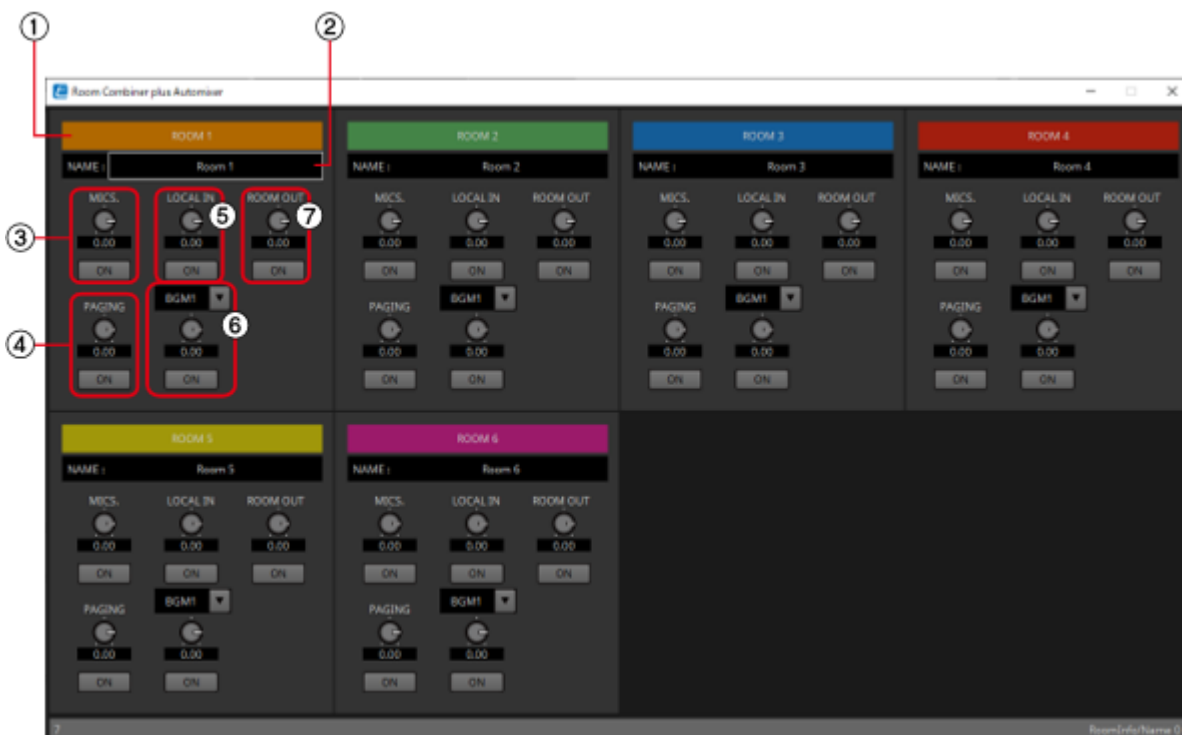 ① ②
Room Combiner plus Automixer
ROOM 1 ROOM 2 ROOM 3 ROOM 4
NAME : Room 1 NAME : Room 2 NAME : Room 3 NAME : Room 4
MICS. LOCAL IN ROOM OUT MICS. LOCAL IN ROOM OUT MICS. LOCAL IN ROOM OUT MICS. LOCAL IN ROOM OUT
③ ⑤ ⑦
0.00 0.00 0.00 0.00 0.00 0.00 0.00 0.00 0.00 0.00 0.00 0.00
ON ON ON ON ON ON ON ON ON ON ON ON
PAGING BGM1 PAGING BGM1 PAGING BGM1 PAGING BGM1
④ ⑥
0.00 0.00 0.00 0.00 0.00 0.00 0.00 0.00
ON ON ON ON ON ON ON ON
ROOM 5 ROOM 6
NAME : Room 5 NAME : Room 6
MICS. LOCAL IN ROOM OUT MICS. LOCAL IN ROOM OUT
0.00 0.00 0.00 0.00 0.00 0.00
ON ON ON ON ON ON
PAGING BGM1 PAGING BGM1
0.00 0.00 0.00 0.00
ON ON ON ON
7 RoomInfo/Name 0